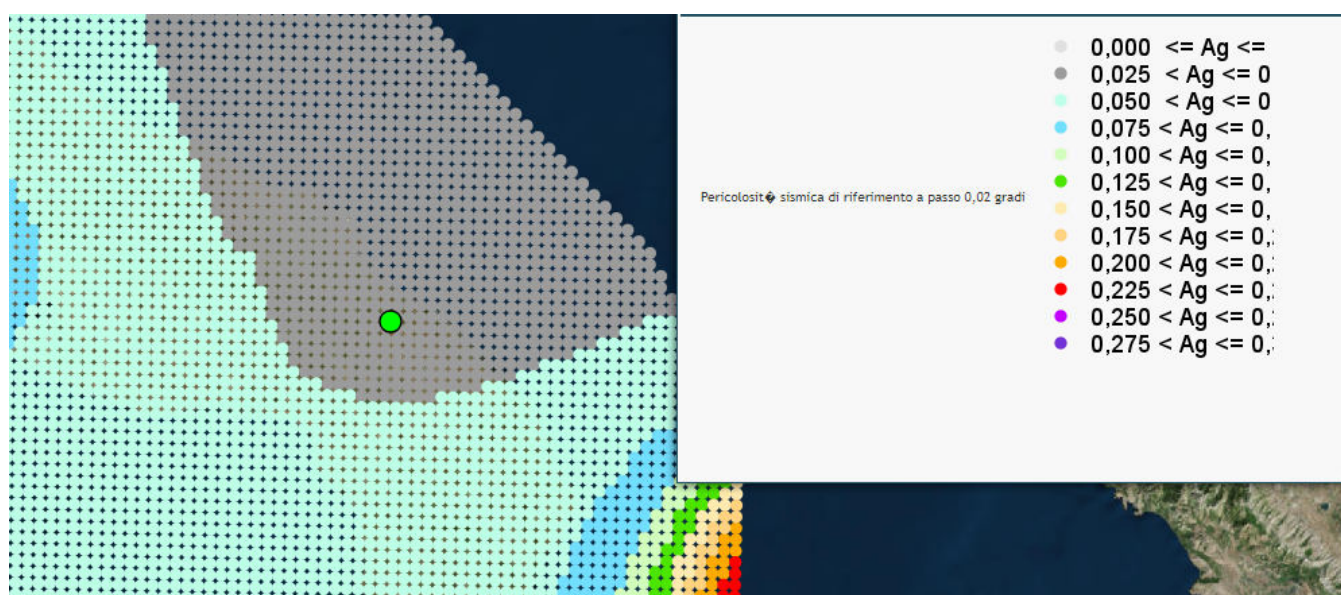 0,000 <= Ag <=
0,025 < Ag <= 0
0,050 < Ag <= 0
0,075 < Ag <= 0,
0,100 < Ag <= 0,
0,125 < Ag <= 0,
Pericolosit� sismica di riferimento a passo 0,02 gradi
0,150 < Ag <= 0,
0,175 < Ag <= 0,
0,200 < Ag <= 0,
0,225 < Ag <= 0,
0,250 < Ag <= 0,
0,275 < Ag <= 0,